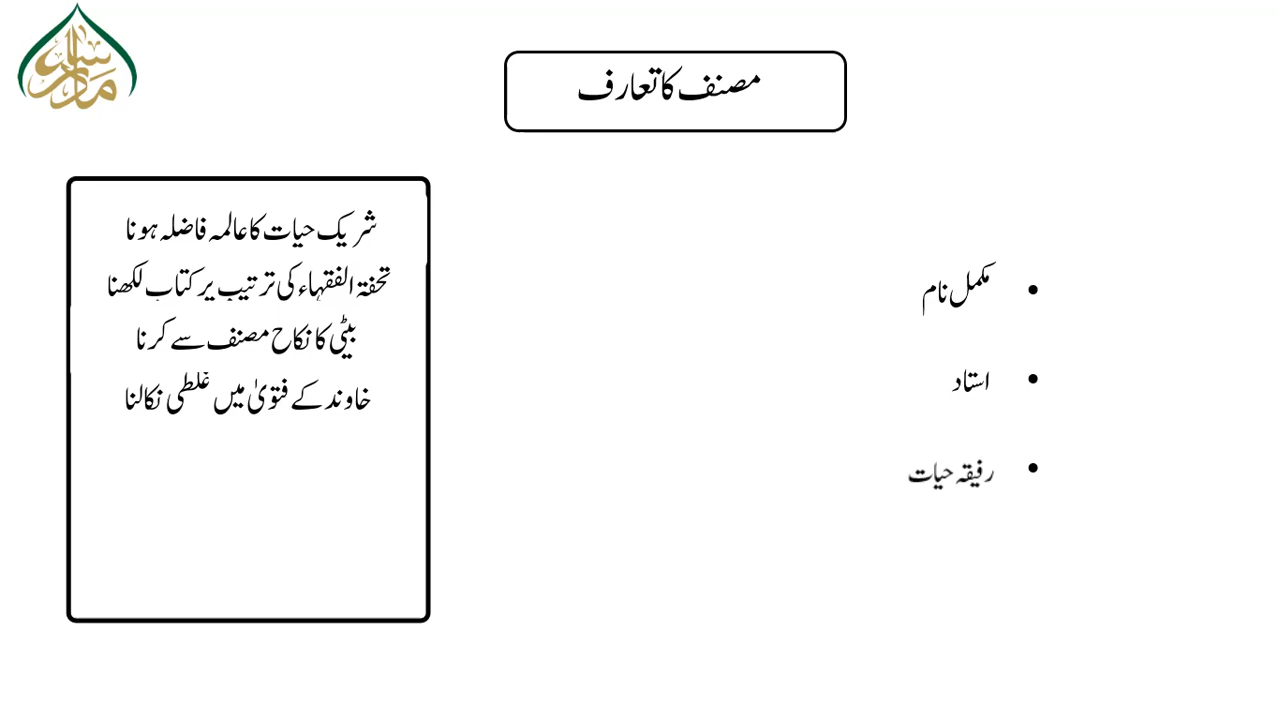 مصنف کا تعارف
مکمل نام
استاد
رفیقہ حیات
شریک حیات کا عالمہ فاضلہ ہونا
تحفۃ الفقہاء کی ترتیب پر کتاب لکھنا
بیٹی کا نکاح مصنف سے کرنا
خاوند کے فتویٰ میں غلطی نکالنا